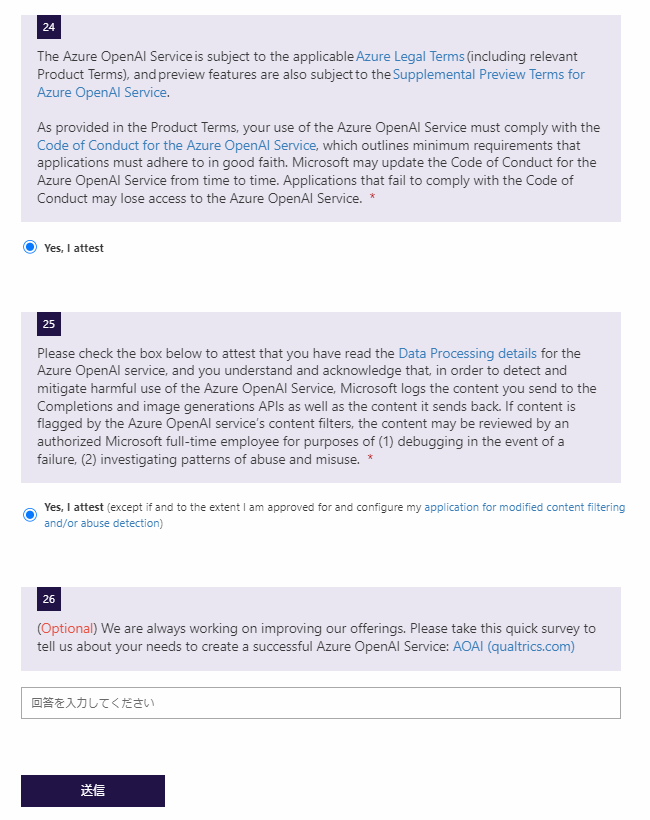 24
The Azure OpenAI Service is subject to the applicable Azure Legal Terms (including relevant
Product Terms), and preview features are also subject to the Supplemental Preview Terms for
Azure OpenAI Service.
As provided in the Product Terms, your use of the Azure OpenAI Service must comply with the
Code of Conduct for the Azure OpenAI Service, which outlines minimum requirements that
applications must adhere to in good faith. Microsoft may update the Code of Conduct for the
Azure OpenAI Service from time to time. Applications that fail to comply with the Code of
Conduct may lose access to the Azure OpenAI Service. *
Yes, I attest
25
Please check the box below to attest that you have read the Data Processing details for the
Azure OpenAI service, and you understand and acknowledge that, in order to detect and
mitigate harmful use of the Azure OpenAI Service, Microsoft logs the content you send to the
Completions and image generations APIs as well as the content it sends back. If content is
flagged by the Azure OpenAI service's content filters, the content may be reviewed by an
authorized Microsoft full-time employee for purposes of (1) debugging in the event of a
failure, (2) investigating patterns of abuse and misuse. *
Yes, I attest (except if and to the extent I am approved for and configure my application for modified content filtering
and/or abuse detection)
26
(Optional) We are always working on improving our offerings. Please take this quick survey to
tell us about your needs to create a successful Azure OpenAI Service: AOAI (qualtrics.com)
回答を入力してください
送信